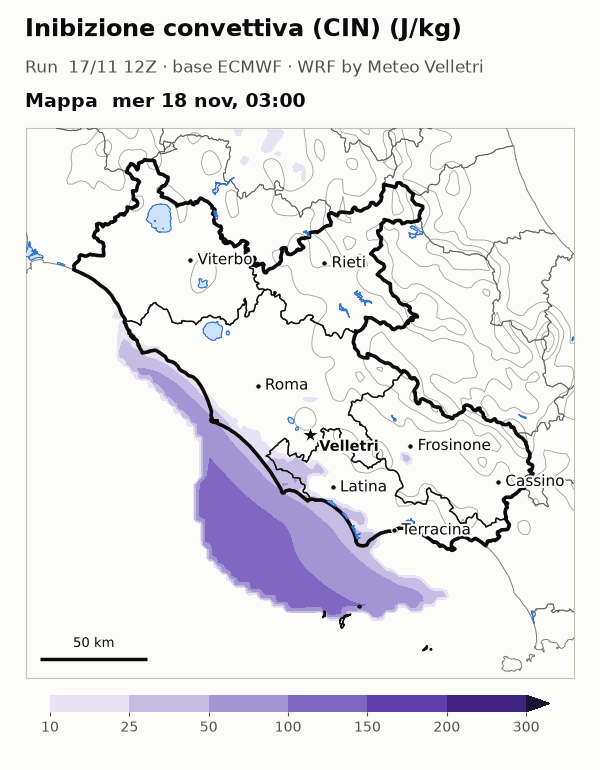 Inibizione convettiva (CIN) (J/kg)
Run  17/11 12Z · base ECMWF · WRF by Meteo Velletri
Mappa  mer 18 nov, 03:00
Viterbo
Rieti
Roma
Velletri
Frosinone
Cassino
Latina
Terracina
50 km
10 25 50 100 150 200 300